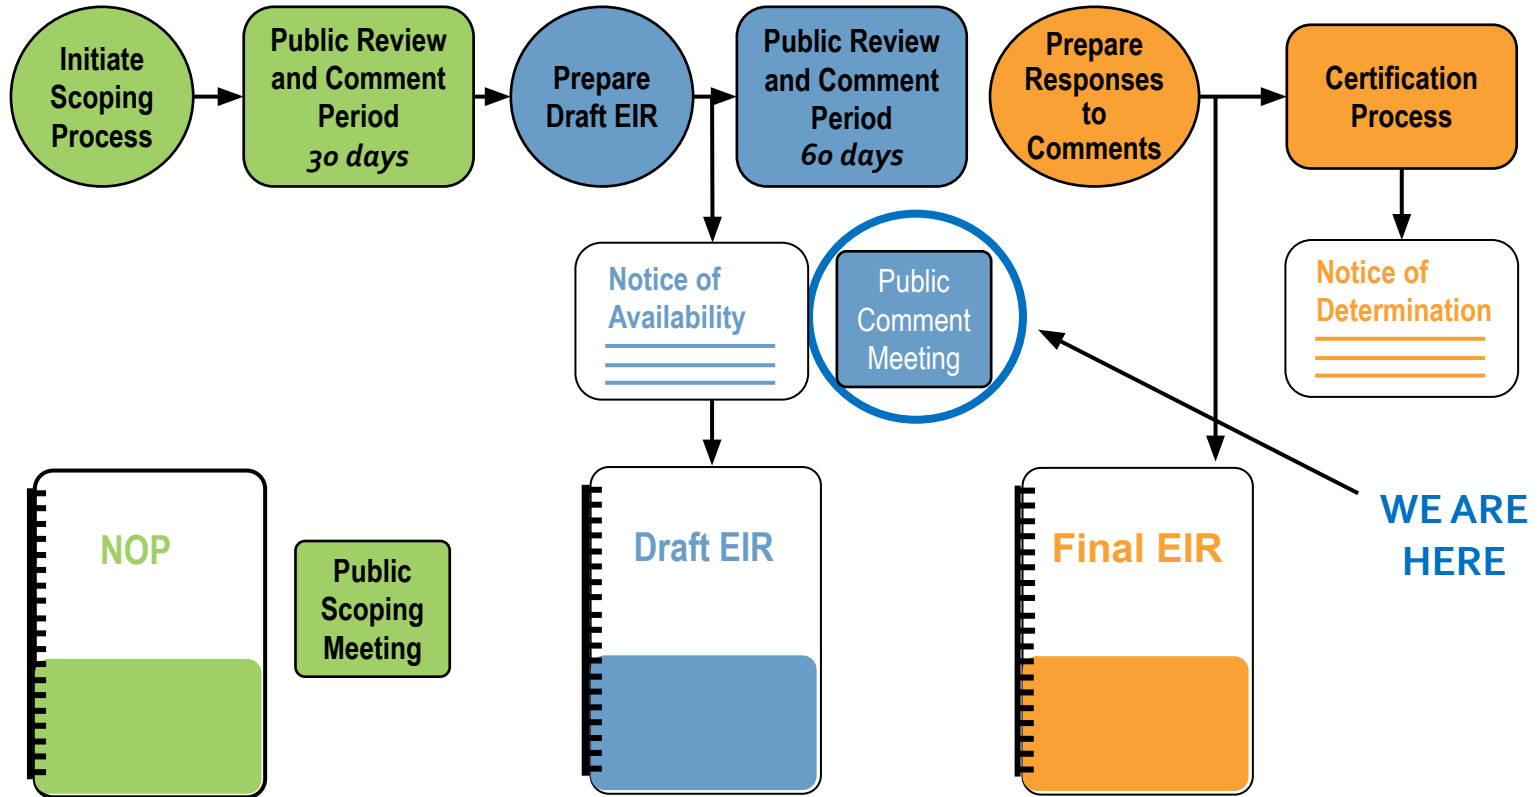 Initiate
Scoping
Process
Public Review
and Comment
Period
30 days
Prepare
Draft EIR
Public Review
and Comment
Period
60 days
Prepare
Responses
to
Comments
Certification
Process
Notice of
Availability
Public
Comment
Meeting
Notice of
Determination
NOP
Public
Scoping
Meeting
Draft EIR
Final EIR
WE ARE
HERE